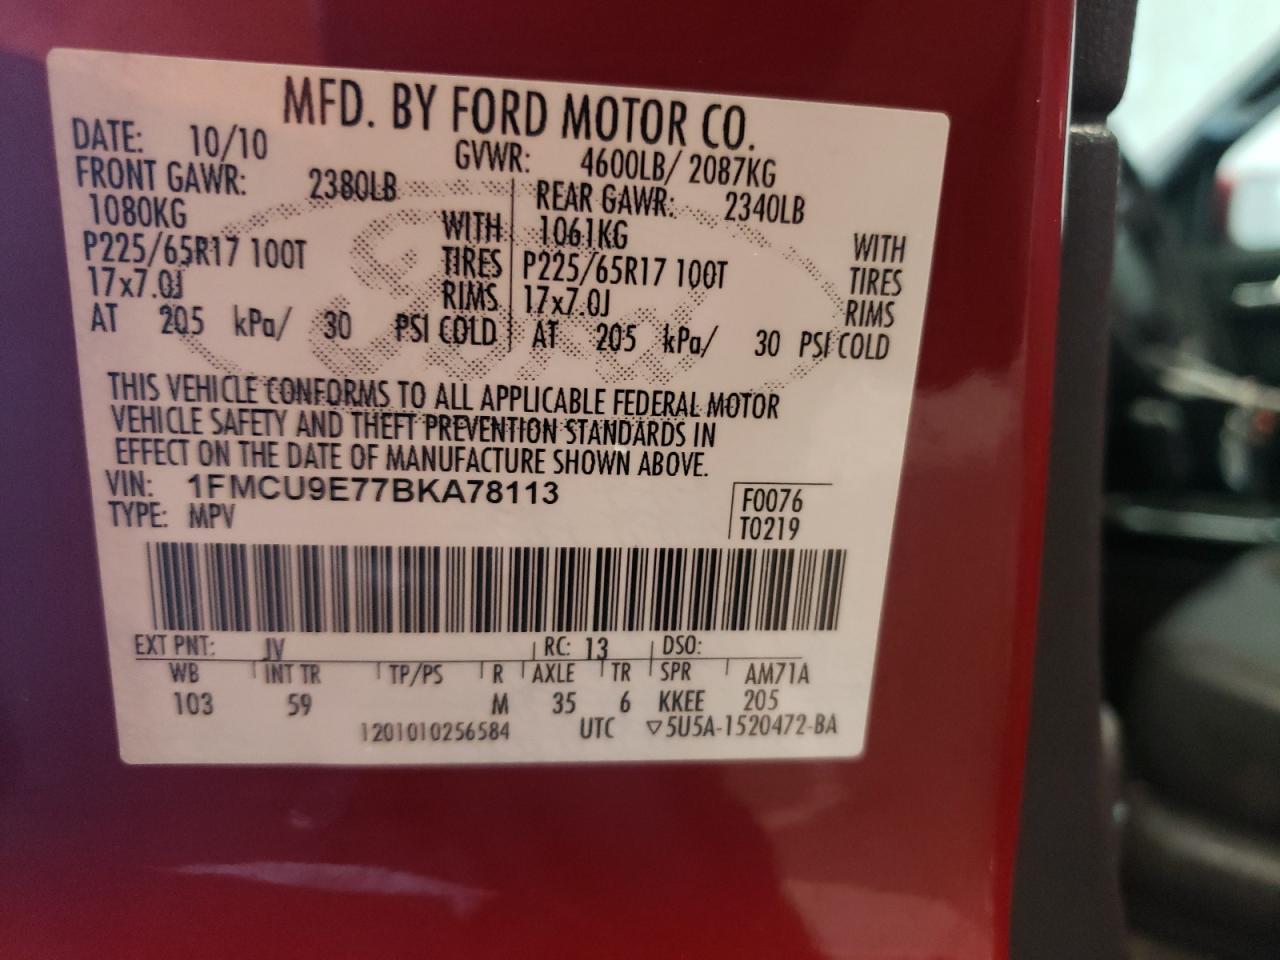 MFD. BY FORD MOTOR CO.
DATE: 10/10 GVWR: 4600LB/ 2087KG
FRONT GAWR: 2380LB REAR GAWR: 2340LB
1080KG WITH 1061KG WITH
P225/65R17 100T TIRES P225/65R17 100T TIRES
17x7.0J RIMS 17x7.0J RIMS
AT 205 kPa/ 30 PSI COLD AT 205 kPa/ 30 PSI COLD
THIS VEHICLE CONFORMS TO ALL APPLICABLE FEDERAL MOTOR
VEHICLE SAFETY AND THEFT PREVENTION STANDARDS IN
EFFECT ON THE DATE OF MANUFACTURE SHOWN ABOVE.
VIN: 1FMCU9E77BKA78113 F0076
TYPE: MPV T0219
EXT PNT: JV RC: 13 DSO:
WB INT TR TP/PS R AXLE TR SPR AM71A
103 59 M 35 6 KKEE 205
1201010256584 UTC ▽5U5A-1520472-BA
Ford